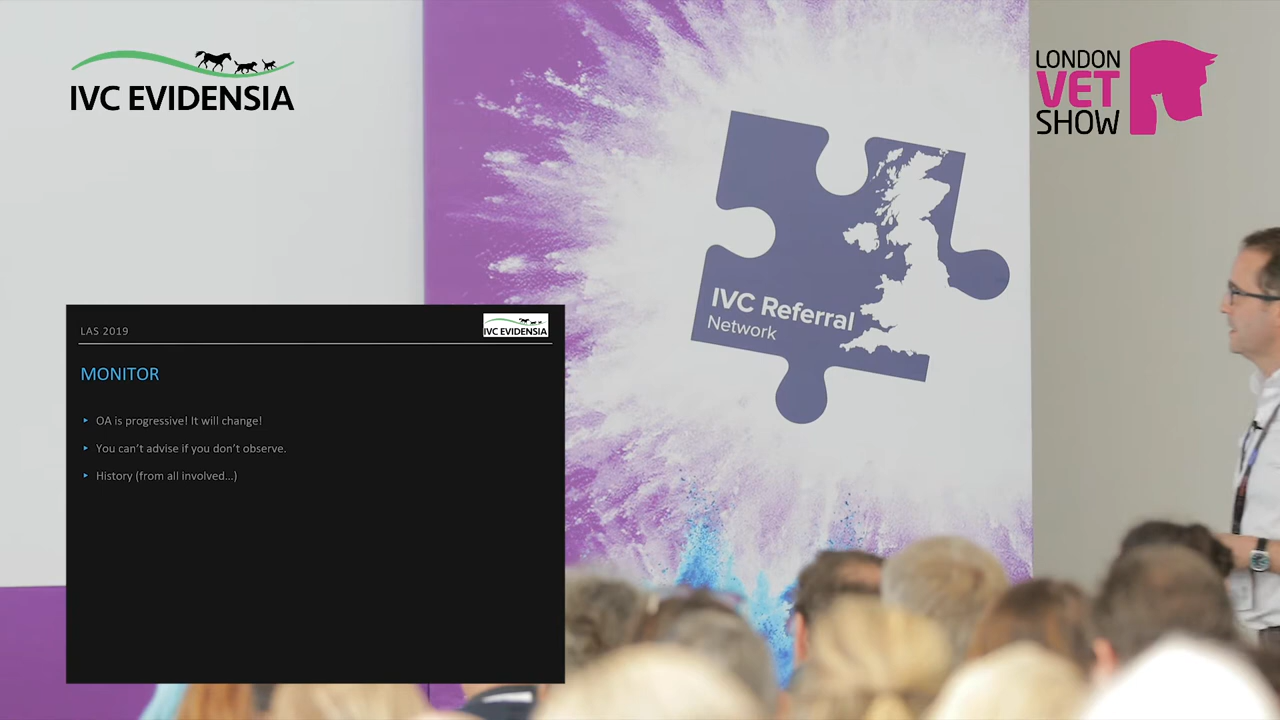 IVC EVIDENSIA
LONDON
VET
SHOW
IVC Referral
Network
LAS 2019
IVC EVIDENSIA
MONITOR
OA is progressive! It will change!
You can't advise if you don't observe.
History (from all involved...)